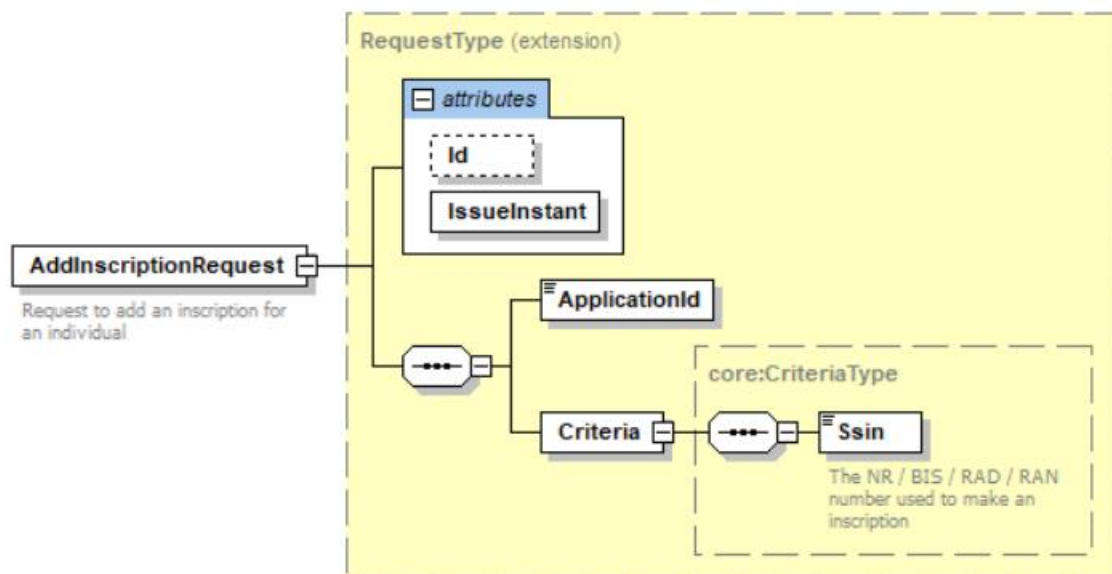 RequestType (extension)
attributes
Id
IssueInstant
AddInscriptionRequest
Request to add an inscription for
an individual
ApplicationId
core:CriteriaType
Criteria
Ssin
The NR / BIS / RAD / RAN
number used to make an
inscription